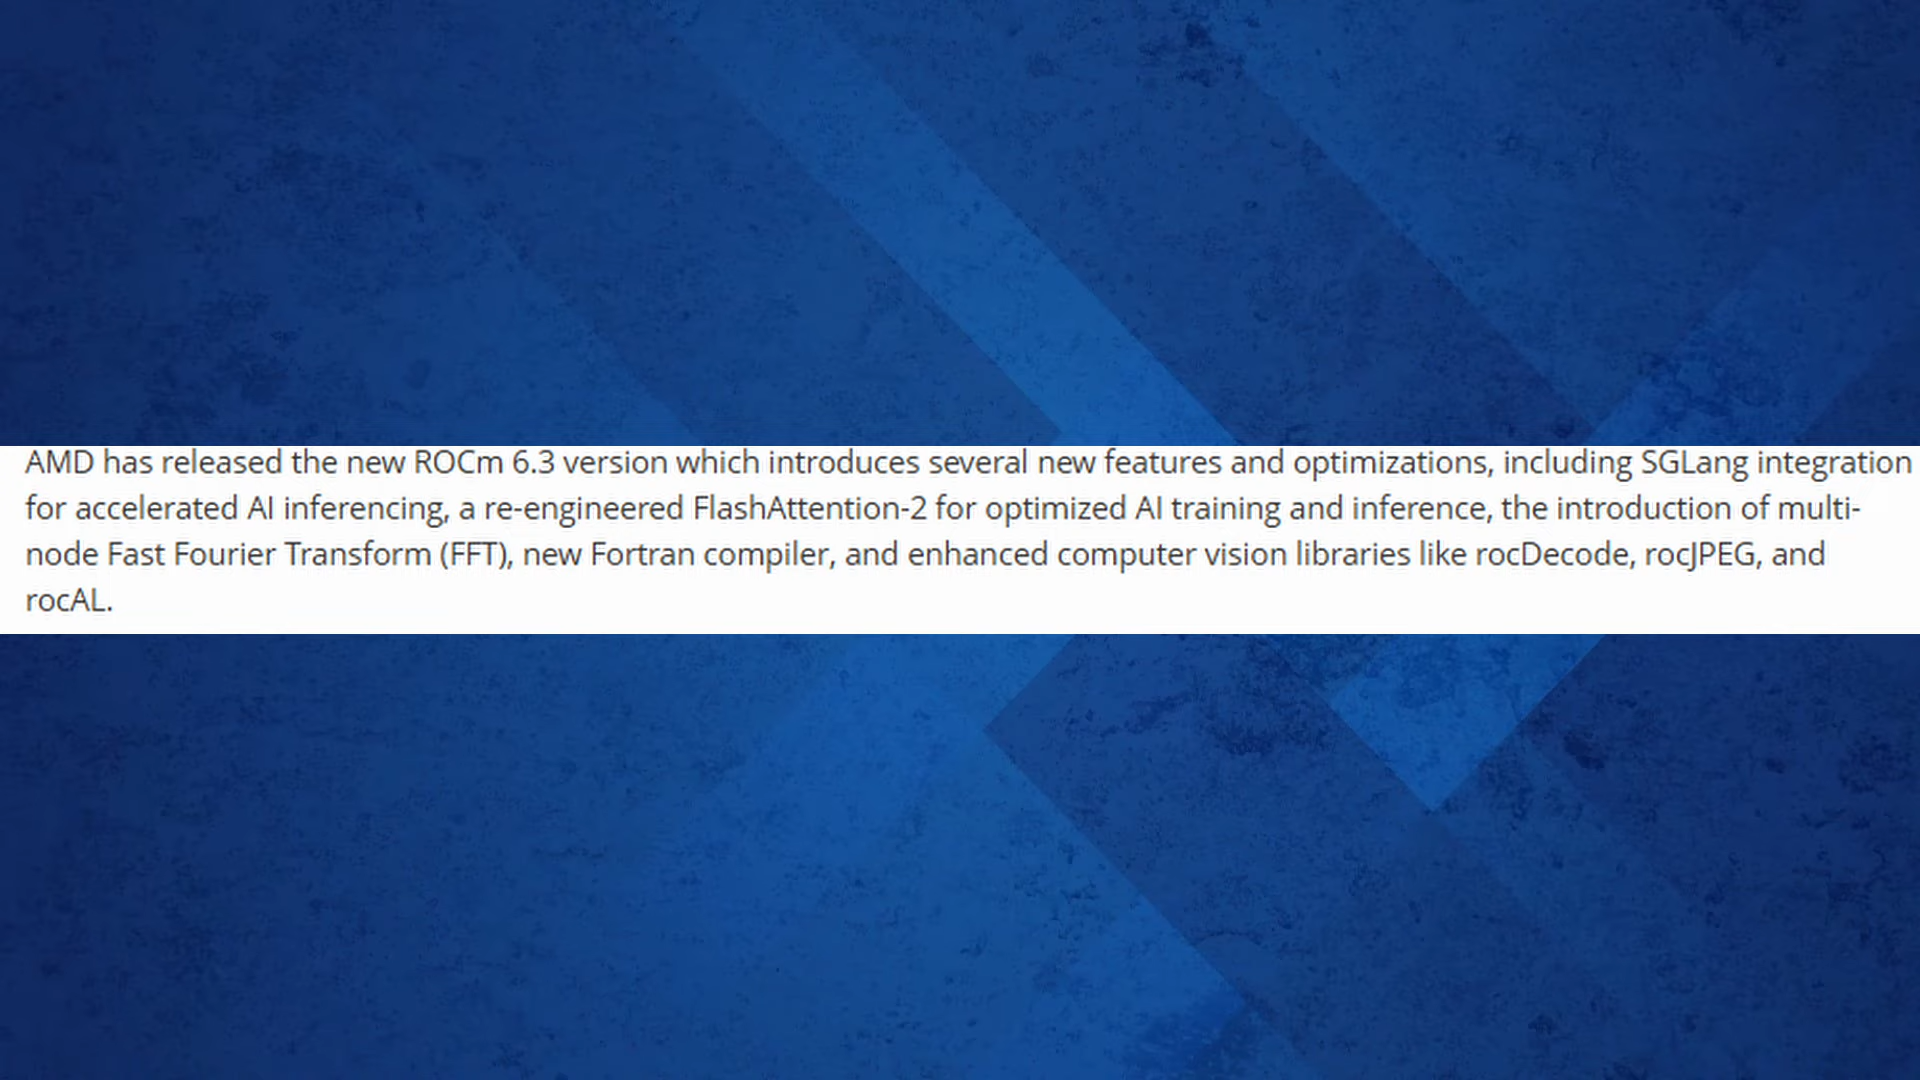 AMD has released the new ROCm 6.3 version which introduces several new features and optimizations, including SGLang integration
for accelerated AI inferencing, a re-engineered FlashAttention-2 for optimized AI training and inference, the introduction of multi-
node Fast Fourier Transform (FFT), new Fortran compiler, and enhanced computer vision libraries like rocDecode, rocJPEG, and
rocAL.